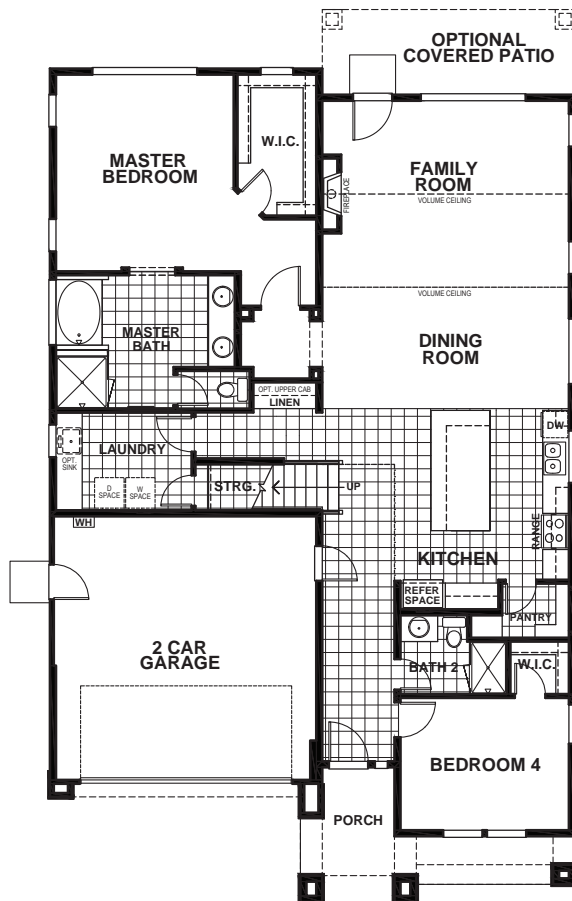 OPTIONAL
COVERED PATIO
W.I.C.
MASTER
BEDROOM
FAMILY
ROOM
FIREPLACE
VOLUME CEILING
VOLUME CEILING
MASTER
BATH
DINING
ROOM
OPT. UPPER CAB
LINEN
DW
LAUNDRY
OPT.
SINK
D
SPACE
W
SPACE
STRG.
UP
RANGE
WH
KITCHEN
REFER
SPACE
PANTRY
2 CAR
GARAGE
BATH 2
W.I.C.
BEDROOM 4
PORCH